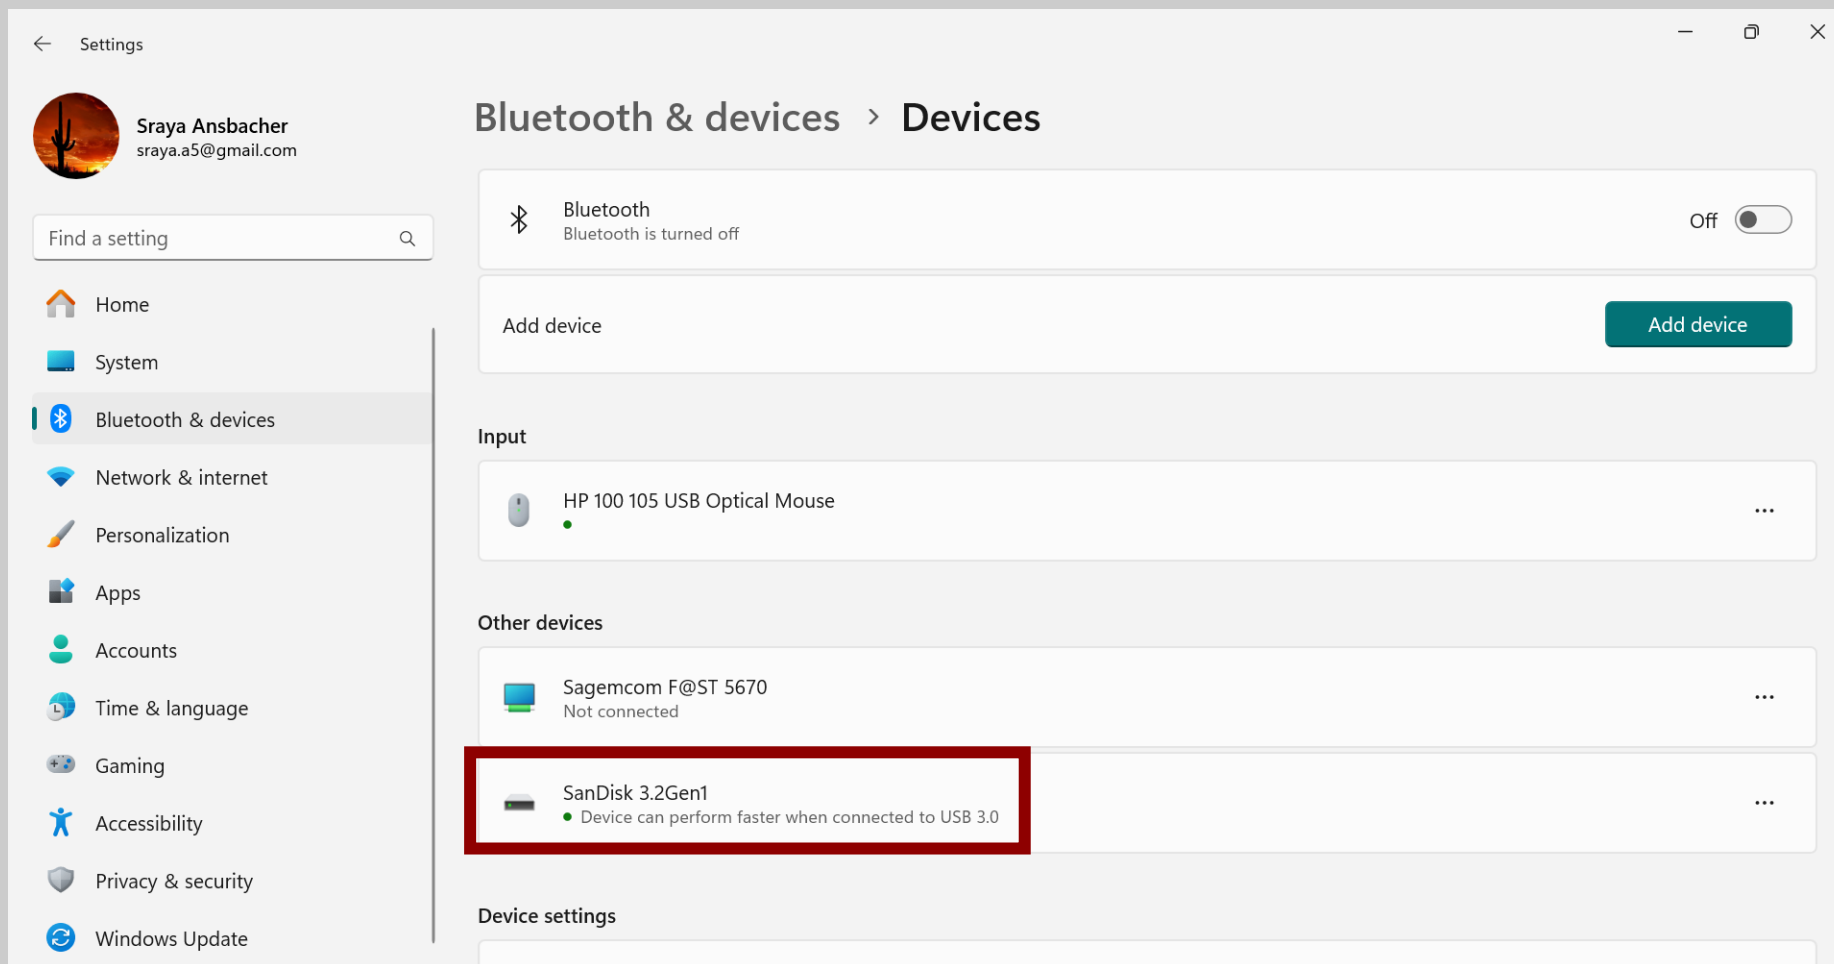 Settings
Sraya Ansbacher
sraya.a5@gmail.com
Find a setting
Home
System
Bluetooth & devices
Network & internet
Personalization
Apps
Accounts
Time & language
Gaming
Accessibility
Privacy & security
Windows Update
Bluetooth & devices > Devices
Bluetooth
Bluetooth is turned off
Off
Add device
Add device
Input
HP 100 105 USB Optical Mouse
Other devices
Sagemcom F@ST 5670
Not connected
SanDisk 3.2Gen1
Device can perform faster when connected to USB 3.0
Device settings